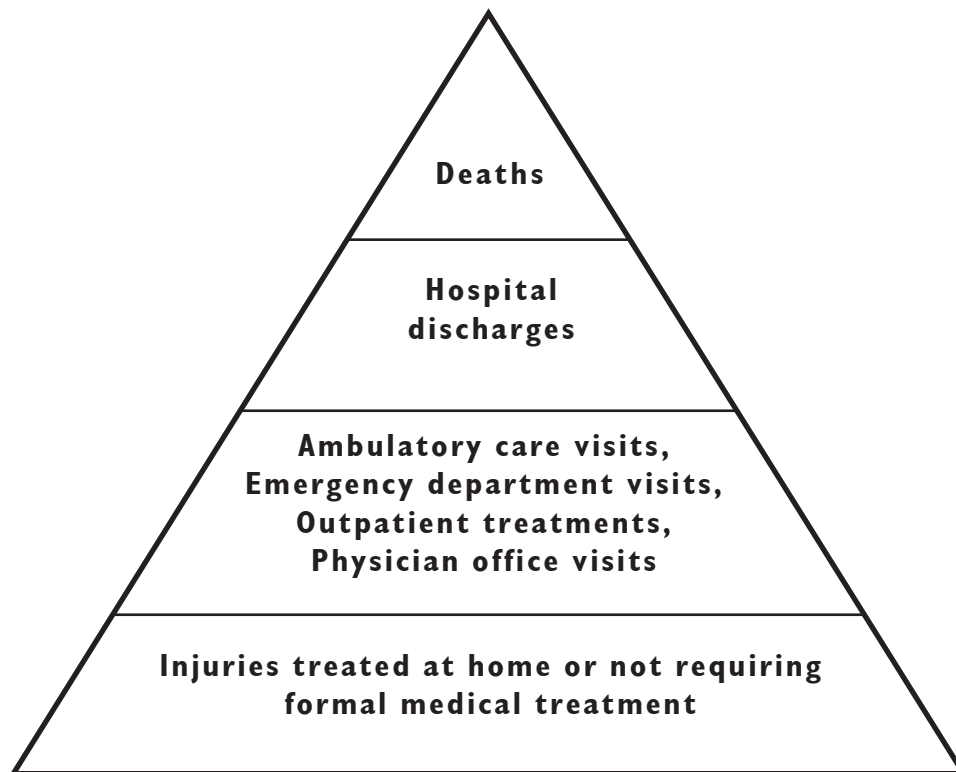 Deaths
Hospital
discharges
Ambulatory care visits,
Emergency department visits,
Outpatient treatments,
Physician office visits
Injuries treated at home or not requiring
formal medical treatment